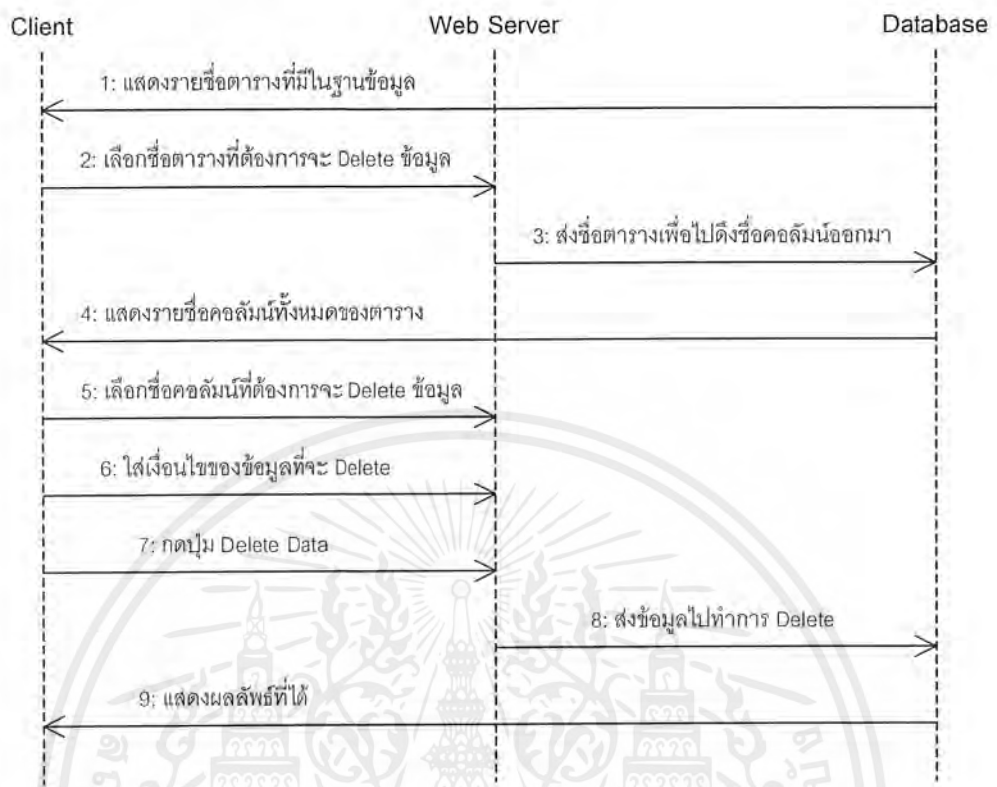 Client Web Server Database
1: แสดงรายชื่อตารางที่มีในฐานข้อมูล
2: เลือกชื่อตารางที่ต้องการจะ Delete ข้อมูล
3: ส่งชื่อตารางเพื่อไปดึงชื่อคอลัมน์ออกมา
4: แสดงรายชื่อคอลัมน์ทั้งหมดของตาราง
5: เลือกชื่อคอลัมน์ที่ต้องการจะ Delete ข้อมูล
6: ใส่เงื่อนไขของข้อมูลที่จะ Delete
7: กดปุ่ม Delete Data
8: ส่งข้อมูลไปทำการ Delete
9: แสดงผลลัพธ์ที่ได้